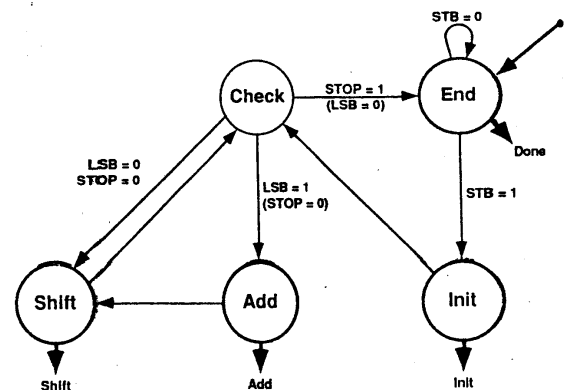 STB = 0
Check
STOP = 1
(LSB = 0)
End
Done
LSB = 0
STOP = 0
LSB = 1
(STOP = 0)
STB = 1
Shift
Add
Init
Shift
Add
Init